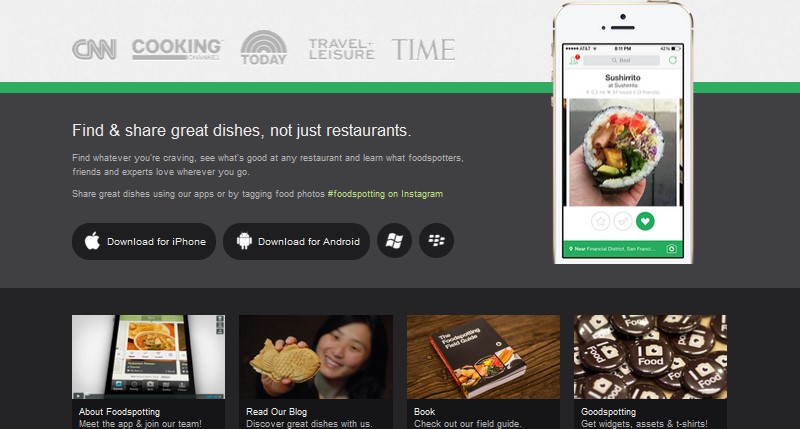 CNN
COOKING
CHANNEL
TODAY
TRAVEL+
LEISURE
TIME
AT&T
8:11 PM
42%
Best
Sushirrito
at Sushirrito
Near Financial District, San Franci...
Find & share great dishes, not just restaurants.
Find whatever you're craving, see what's good at any restaurant and learn what foodspotters,
friends and experts love wherever you go.
Share great dishes using our apps or by tagging food photos #foodspotting on Instagram
Download for iPhone
Download for Android
The
Foodspotting
Field Guide
I
Food
I
Food
About Foodspotting
Meet the app & join our team!
Read Our Blog
Discover great dishes with us.
Book
Check out our field guide.
Goodspotting
Get widgets, assets & t-shirts!